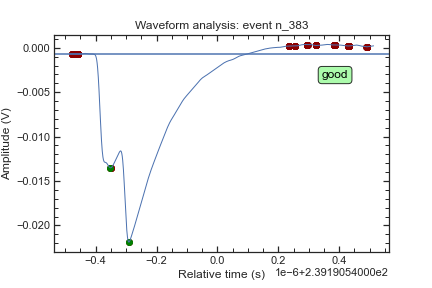 Waveform analysis: event n_383
Amplitude (V)
0.000
−0.005
−0.010
−0.015
−0.020
good
−0.4
−0.2
0.0
0.2
0.4
Relative time (s)
1e-6+2.3919054000e2